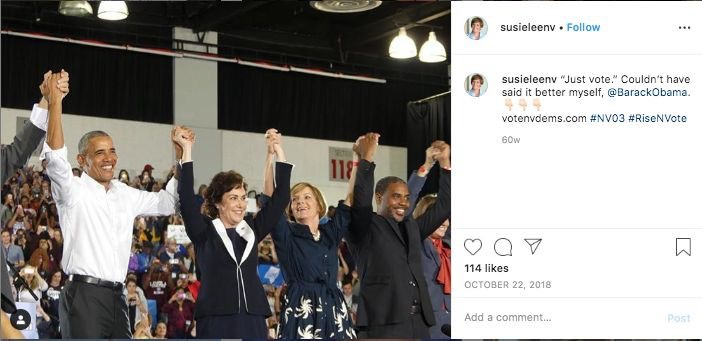 118
susieleenv • Follow
susieleenv “Just vote.” Couldn’t have
said it better myself, @BarackObama.
👇🏻👇🏻👇🏻
votenvdems.com #NV03 #RiseNVote
60w
114 likes
OCTOBER 22, 2018
Add a comment...
Post